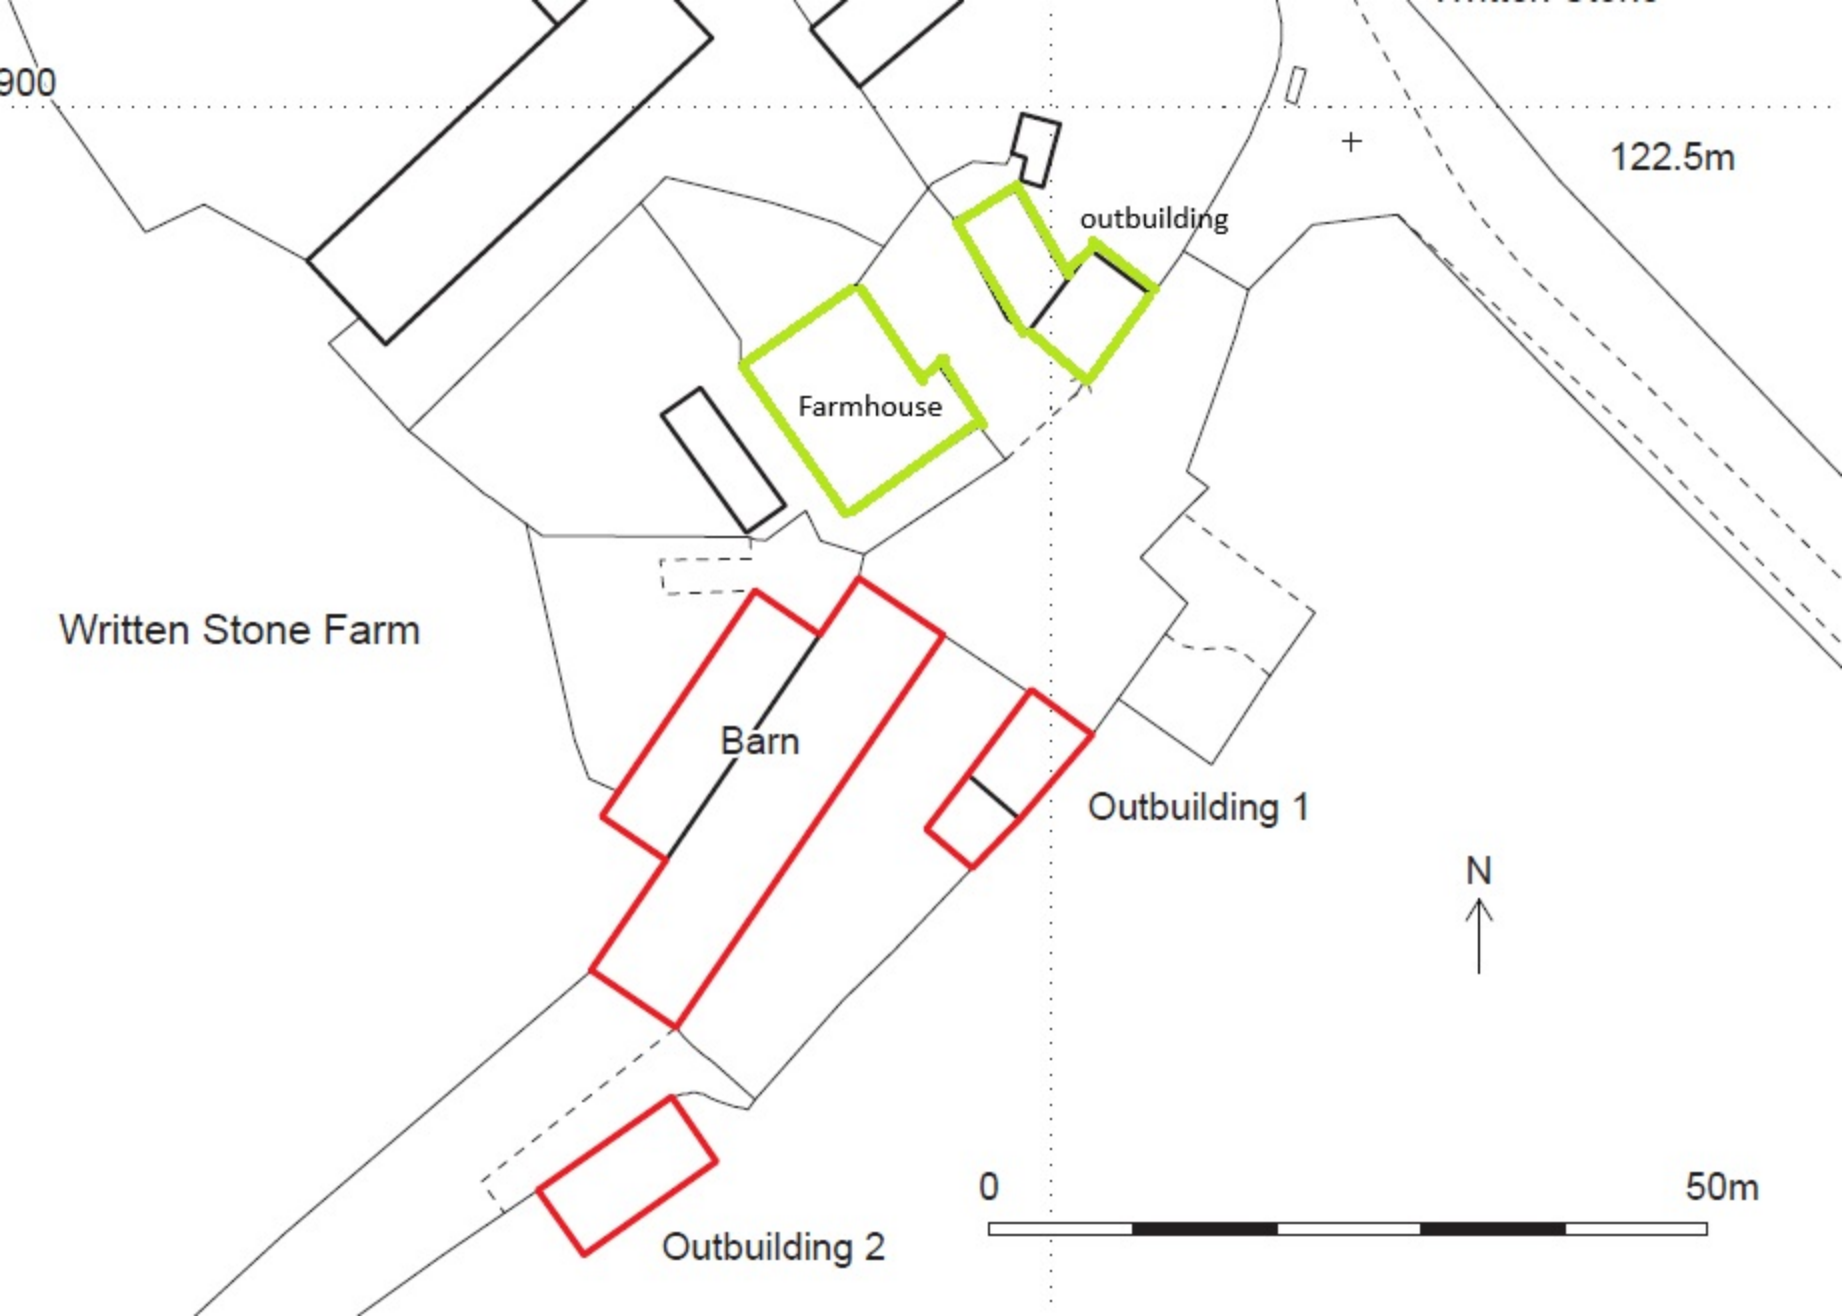 900
122.5m
outbuilding
Farmhouse
Written Stone Farm
Barn
Outbuilding 1
N
0
50m
Outbuilding 2